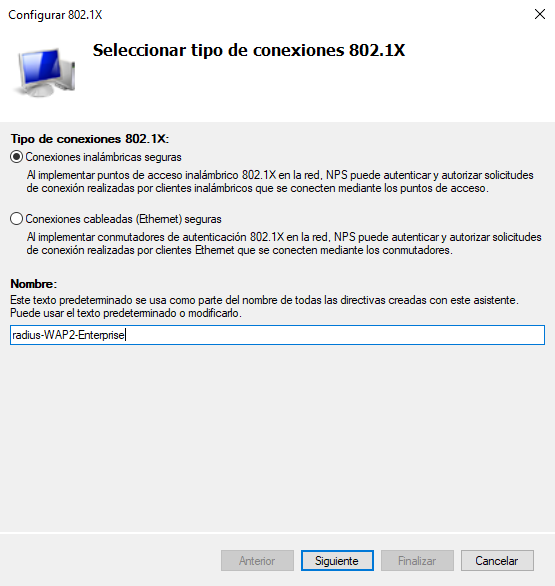 Configurar 802.1X
Seleccionar tipo de conexiones 802.1X
Tipo de conexiones 802.1X:
Conexiones inalámbricas seguras
Al implementar puntos de acceso inalámbrico 802.1X en la red, NPS puede autenticar y autorizar solicitudes
de conexión realizadas por clientes inalámbricos que se conecten mediante los puntos de acceso.
Conexiones cableadas (Ethernet) seguras
Al implementar conmutadores de autenticación 802.1X en la red, NPS puede autenticar y autorizar solicitudes
de conexión realizadas por clientes Ethernet que se conecten mediante los conmutadores.
Nombre:
Este texto predeterminado se usa como parte del nombre de todas las directivas creadas con este asistente.
Puede usar el texto predeterminado o modificarlo.
radius-WAP2-Enterprise
Anterior
Siguiente
Finalizar
Cancelar